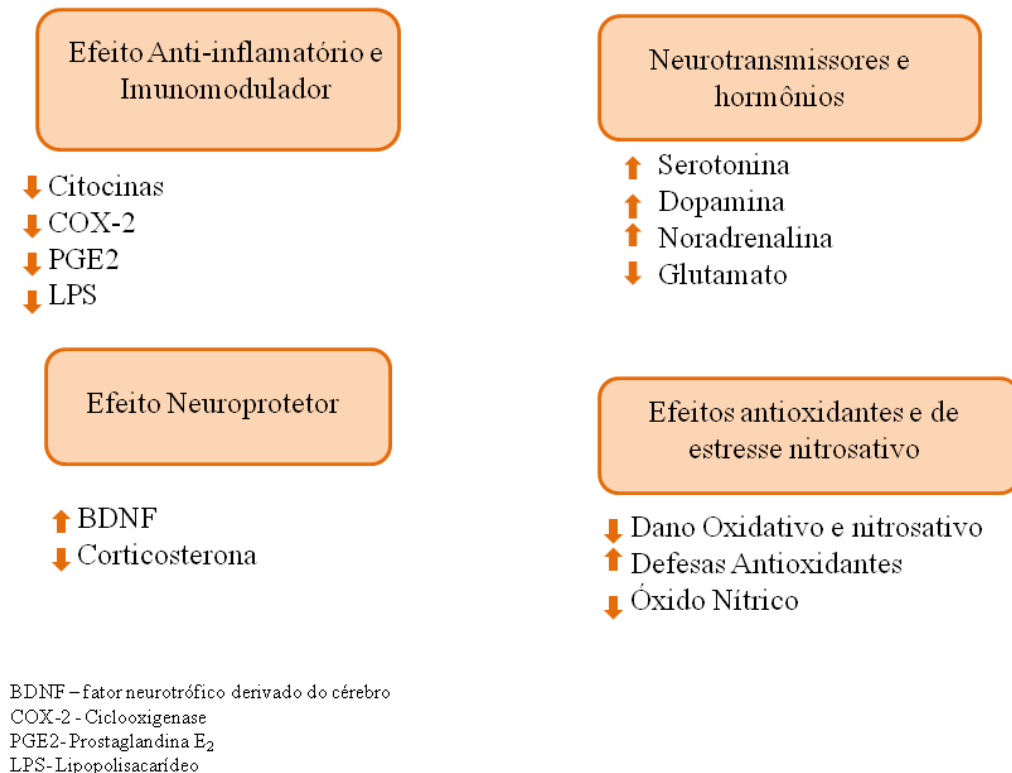 Efeito Anti-inflamatório e
Imunomodulador
Citocinas
COX-2
PGE2
LPS
Neurotransmissores e
hormônios
Serotonina
Dopamina
Noradrenalina
Glutamato
Efeito Neuroprotetor
BDNF
Corticosterona
Efeitos antioxidantes e de
estresse nitrosativo
Dano Oxidativo e nitrosativo
Defesas Antioxidantes
Óxido Nítrico
BDNF – fator neurotrófico derivado do cérebro
COX-2 - Ciclooxigenase
PGE2- Prostaglandina E₂
LPS- Lipopolisacarídeo